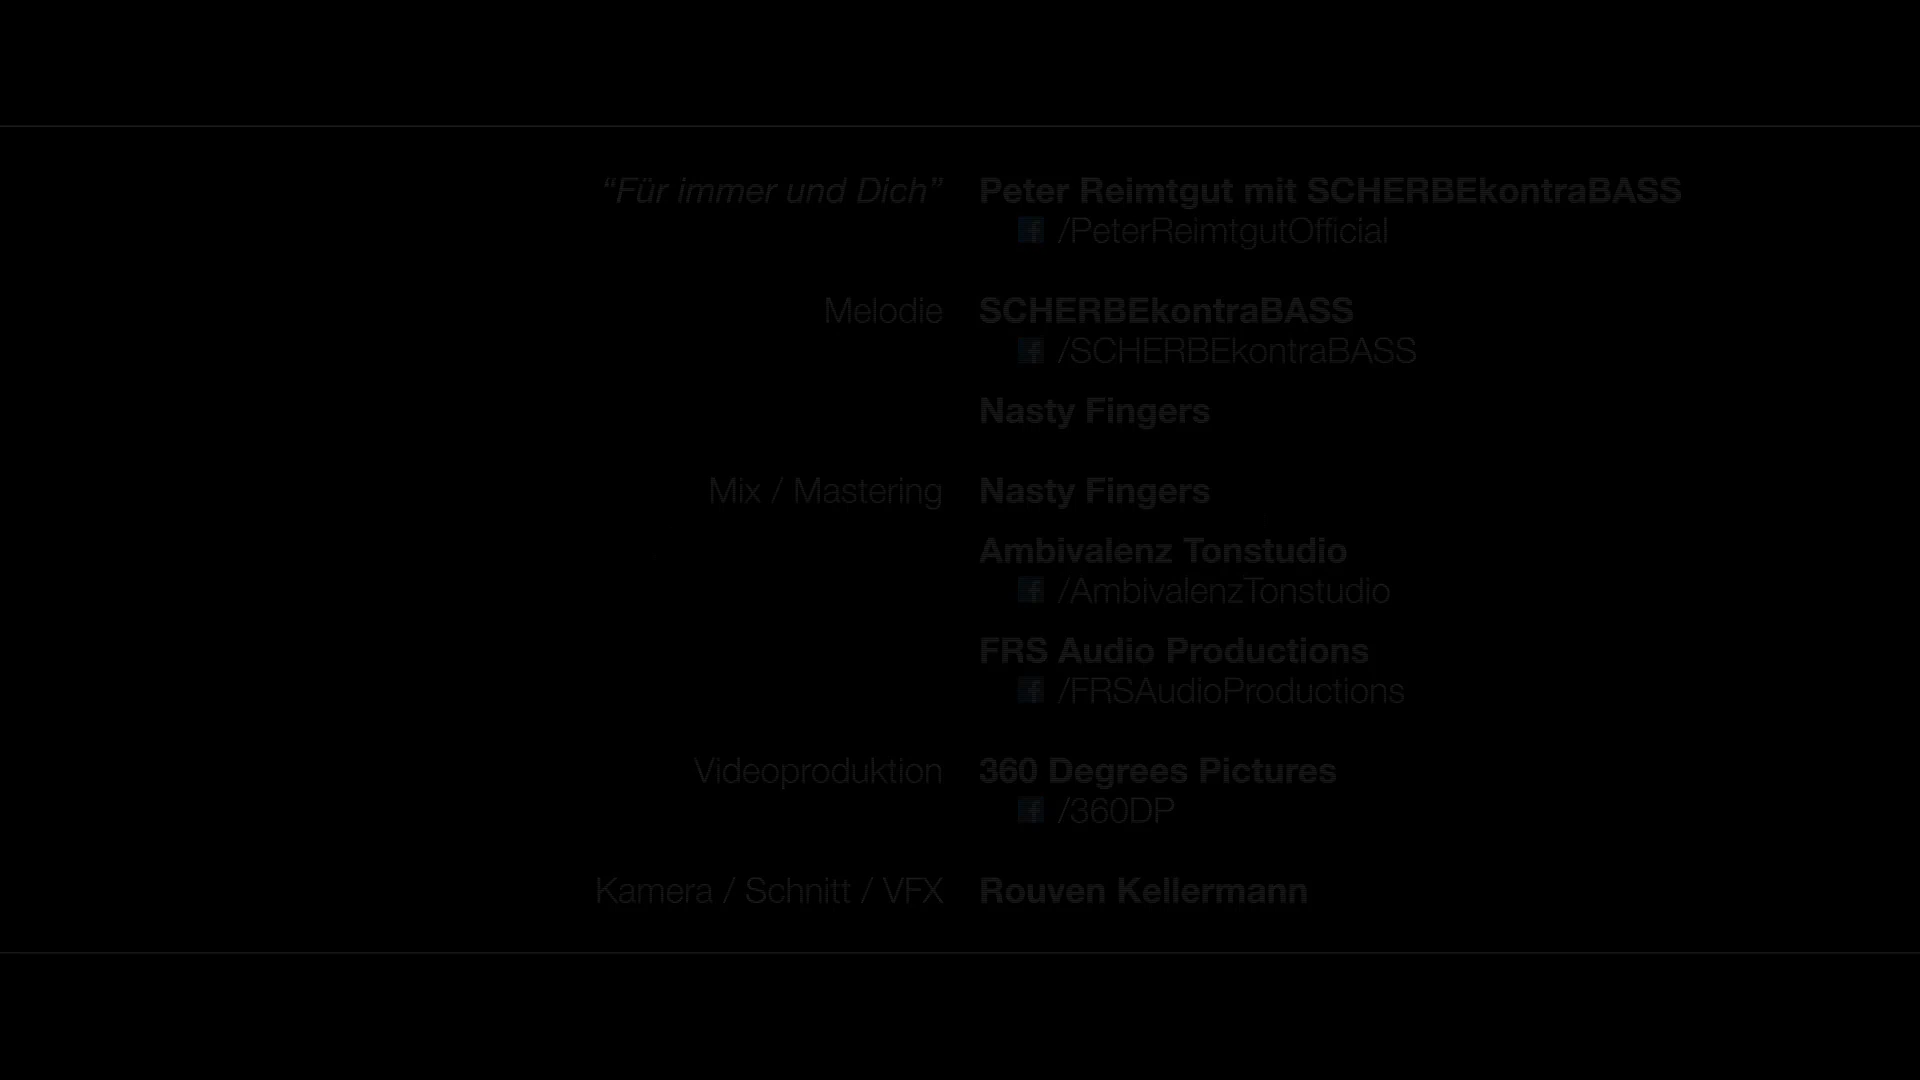 “Für immer und Dich” Peter Reimtgut mit SCHERBEkontraBASS
/PeterReimtgutOfficial
Melodie SCHERBEkontraBASS
/SCHERBEkontraBASS
Nasty Fingers
Mix / Mastering Nasty Fingers
Ambivalenz Tonstudio
/AmbivalenzTonstudio
FRS Audio Productions
/FRSAudioProductions
Videoproduktion 360 Degrees Pictures
/360DP
Kamera / Schnitt / VFX Rouven Kellermann